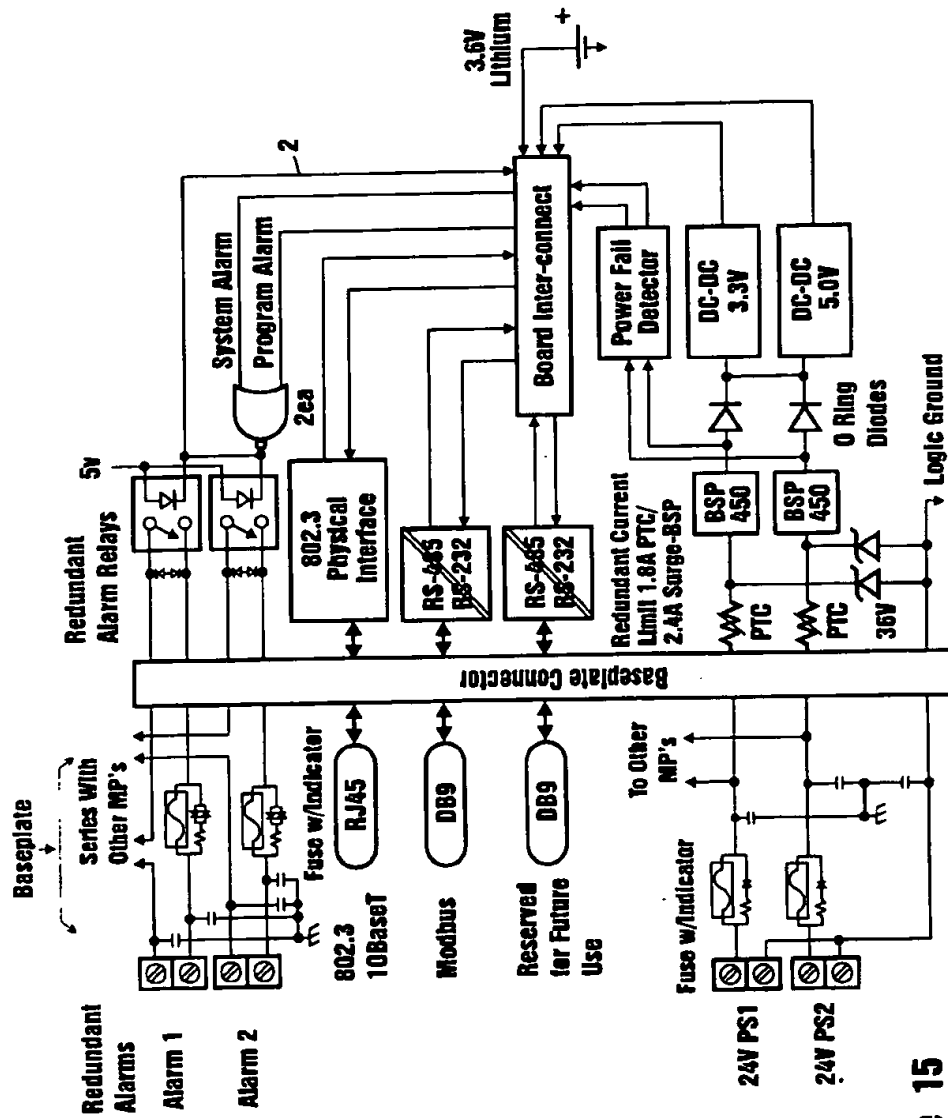 Baseplate
Redundant
Alarms
Alarm 1
Alarm 2
Series With
Other MP's
Redundant
Alarm Relays
5v
System Alarm
Program Alarm
2
2ea
3.6V
Lithium
+
Fuse w/Indicator
802.3
10BaseT
RJ45
802.3
Physical
Interface
Modbus
DB9
RS-485
RS-232
Reserved
for Future
Use
DB9
RS-485
RS-232
Baseplate Connector
Board Inter-connect
Redundant Current
Limit 1.8A PTC/
2.4A Surge-BSP
Power Fail
Detector
To Other
MP's
Fuse w/Indicator
24V PS1
24V PS2
PTC
PTC
36V
BSP
450
BSP
450
O Ring
Diodes
DC-DC
3.3V
DC-DC
5.0V
Logic Ground
15